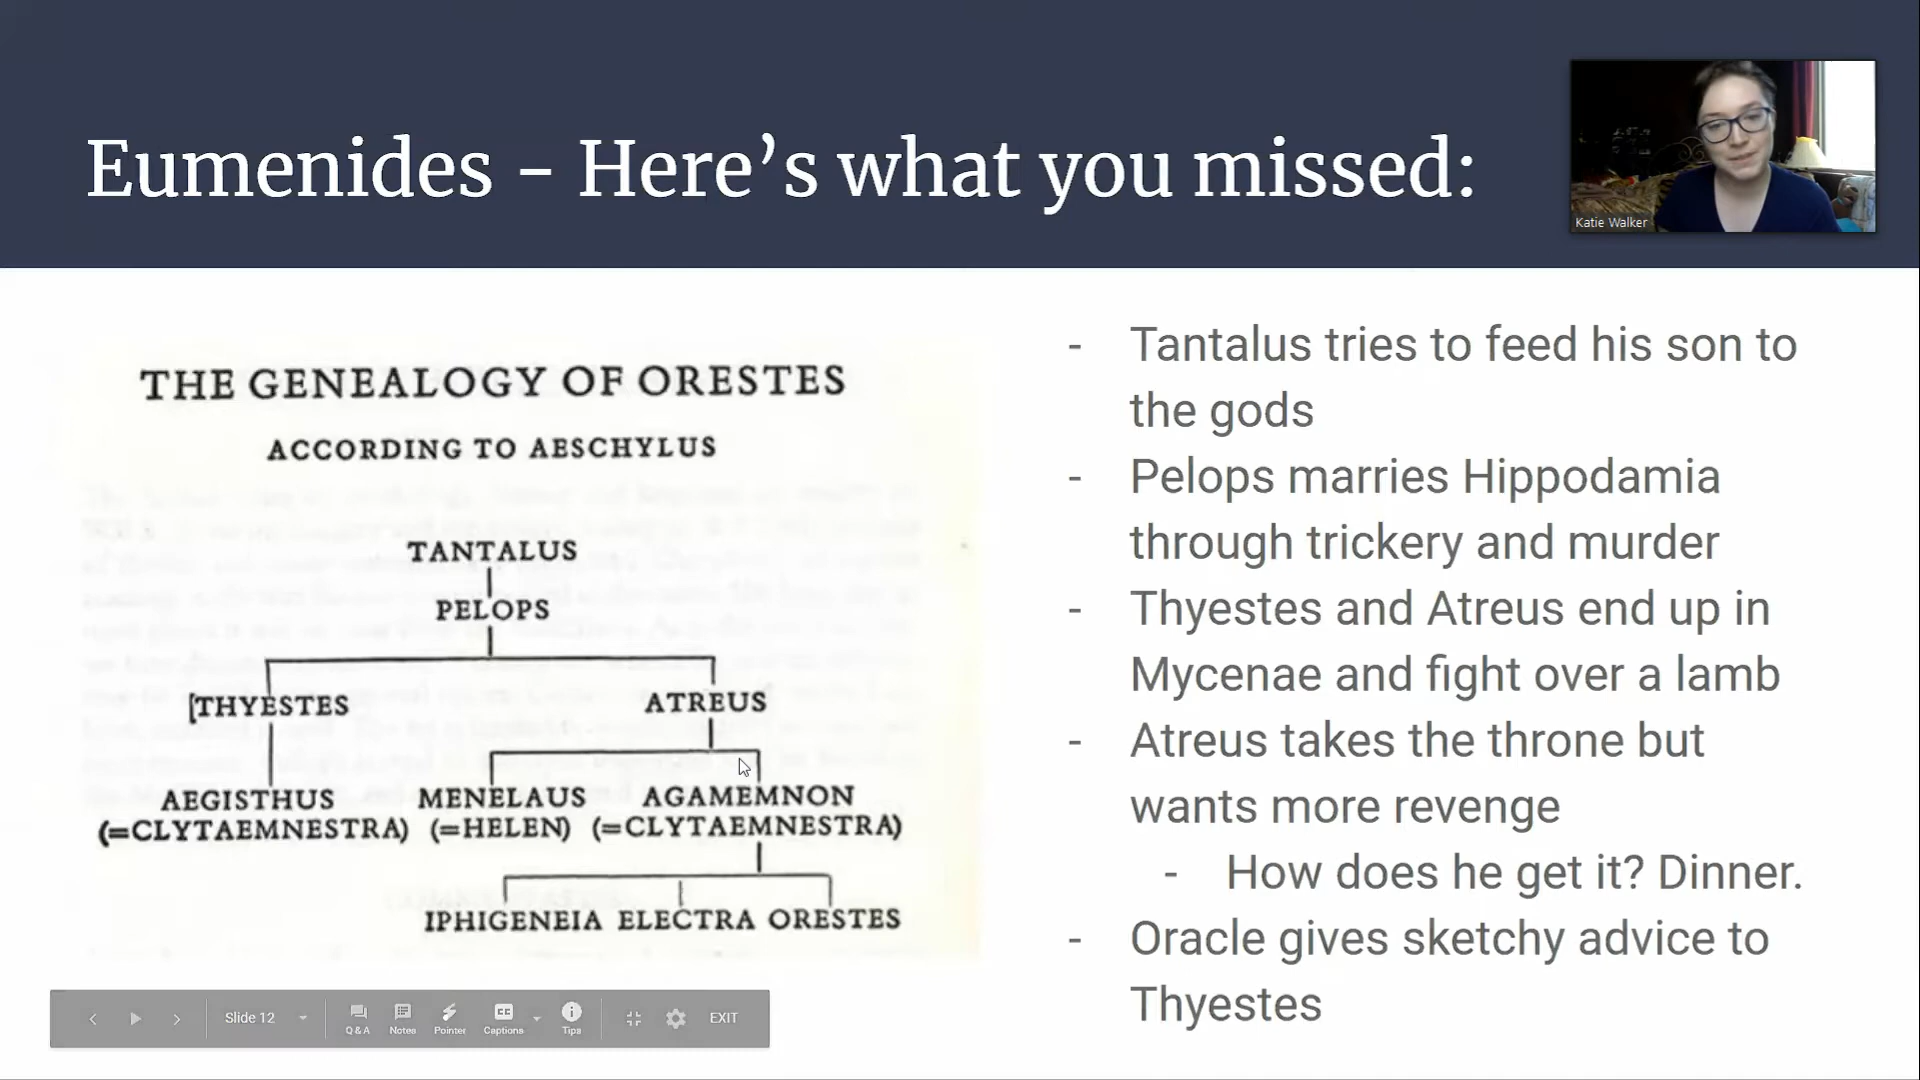 Eumenides - Here’s what you missed:
Katie Walker
THE GENEALOGY OF ORESTES
ACCORDING TO AESCHYLUS
TANTALUS
PELOPS
[THYESTES ATREUS
AEGISTHUS MENELAUS AGAMEMNON
(=CLYTAEMNESTRA) (=HELEN) (=CLYTAEMNESTRA)
IPHIGENEIA ELECTRA ORESTES
- Tantalus tries to feed his son to
the gods
- Pelops marries Hippodamia
through trickery and murder
- Thyestes and Atreus end up in
Mycenae and fight over a lamb
- Atreus takes the throne but
wants more revenge
- How does he get it? Dinner.
- Oracle gives sketchy advice to
Thyestes
Slide 12 Q & A Notes Pointer CC Captions Tips EXIT